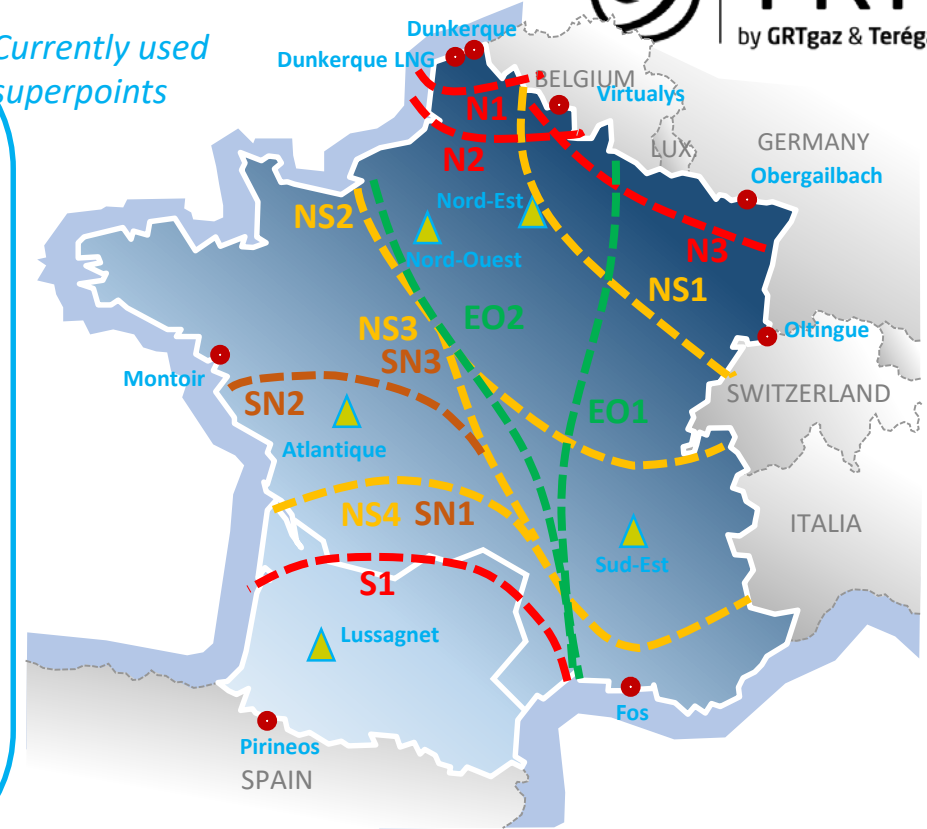 Currently used
superpoints
by GRTgaz & Teréga
Dunkerque
Dunkerque LNG
BELGIUM
Virtualys
N1
N2
LUX
GERMANY
Obergailbach
NS2
Nord-Est
Nord-Ouest
N3
NS1
EO2
NS3
SN3
Oltingue
Montoir
SN2
EO1
SWITZERLAND
Atlantique
NS4
SN1
ITALIA
Sud-Est
S1
Lussagnet
Fos
Pirineos
SPAIN